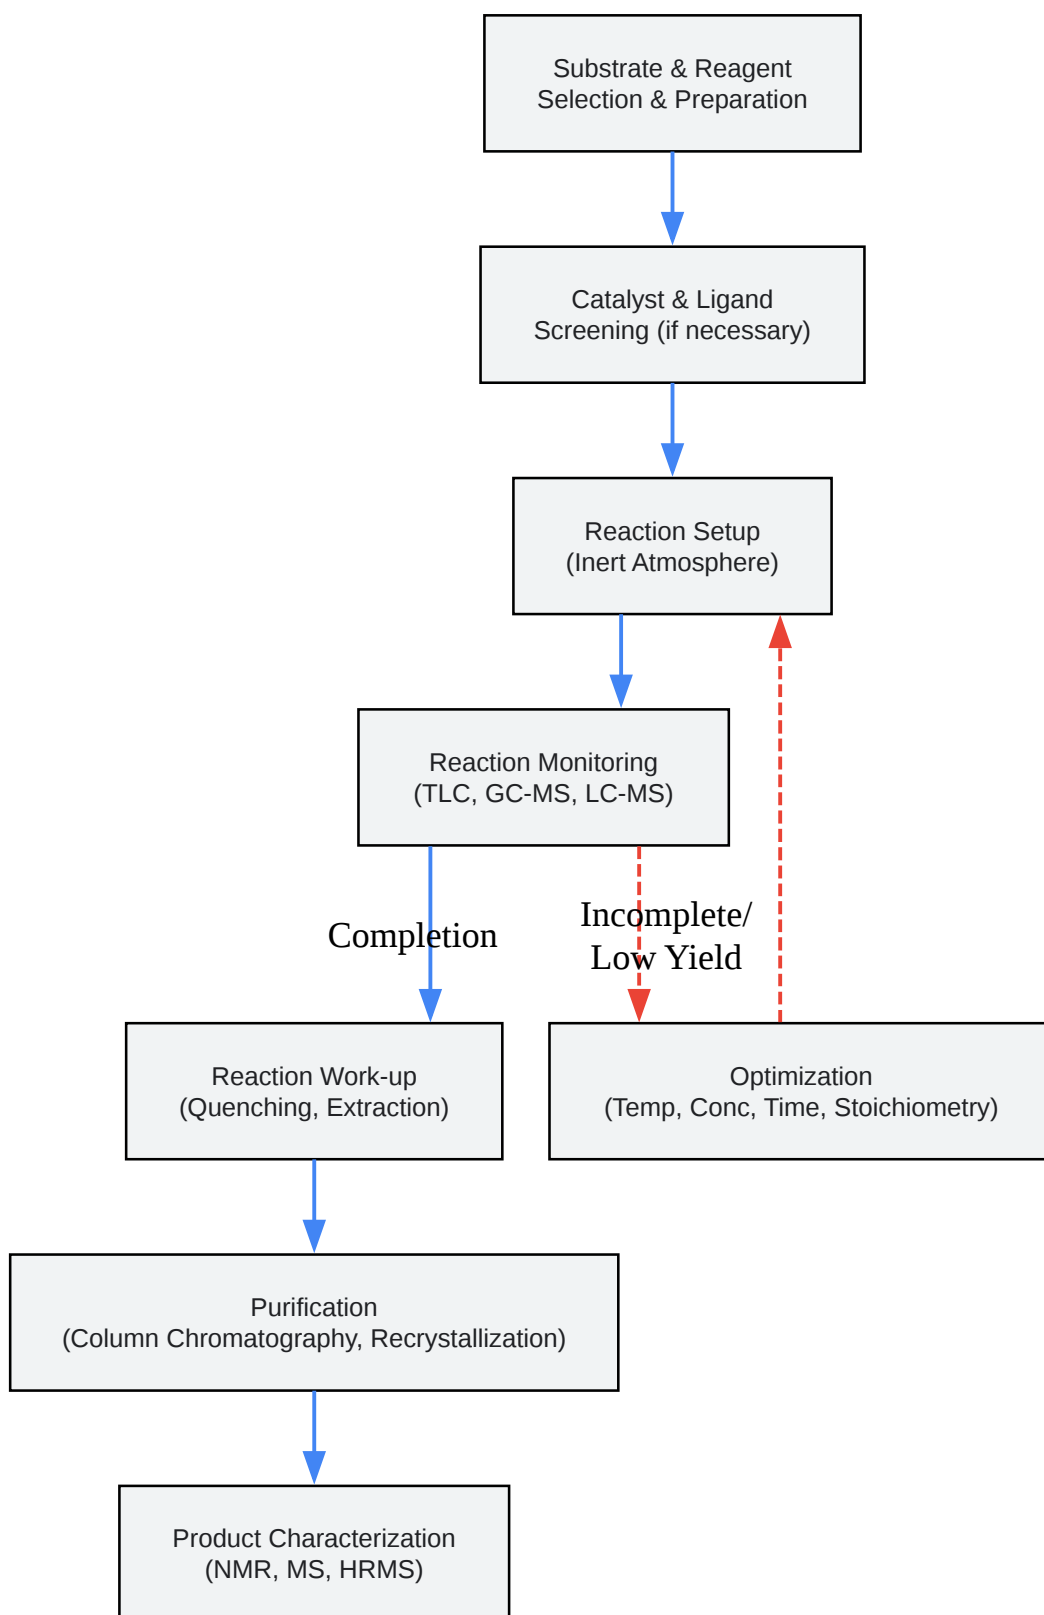 Substrate & Reagent
Selection & Preparation
Catalyst & Ligand
Screening (if necessary)
Reaction Setup
(Inert Atmosphere)
Reaction Monitoring
(TLC, GC-MS, LC-MS)
Completion
Incomplete/
Low Yield
Reaction Work-up
(Quenching, Extraction)
Optimization
(Temp, Conc, Time, Stoichiometry)
Purification
(Column Chromatography, Recrystallization)
Product Characterization
(NMR, MS, HRMS)